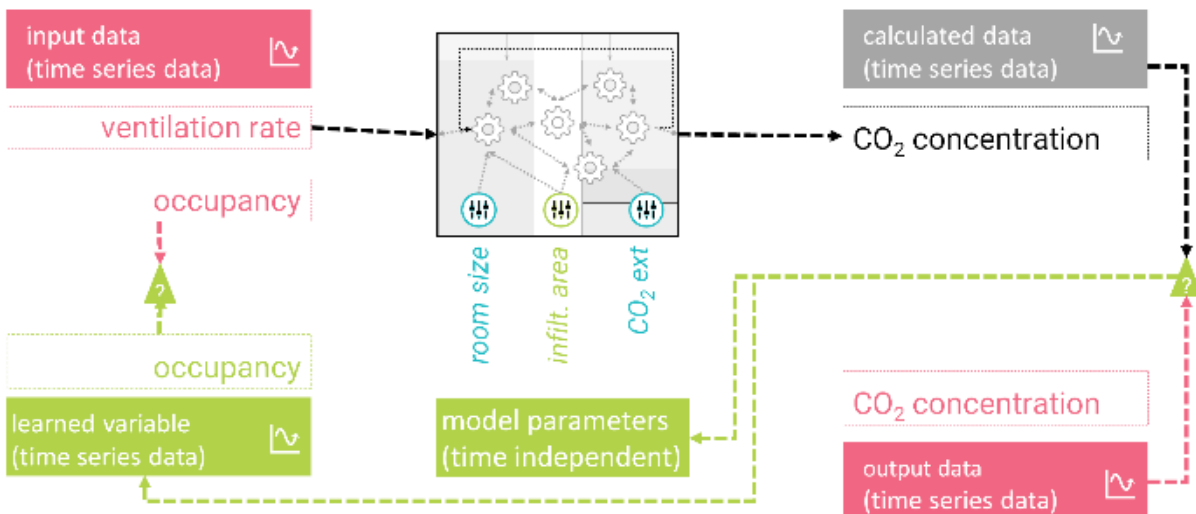 input data
(time series data)
ventilation rate
occupancy
?
occupancy
learned variable
(time series data)
room size
infilt. area
CO₂ ext
model parameters
(time independent)
calculated data
(time series data)
CO₂ concentration
?
CO₂ concentration
output data
(time series data)